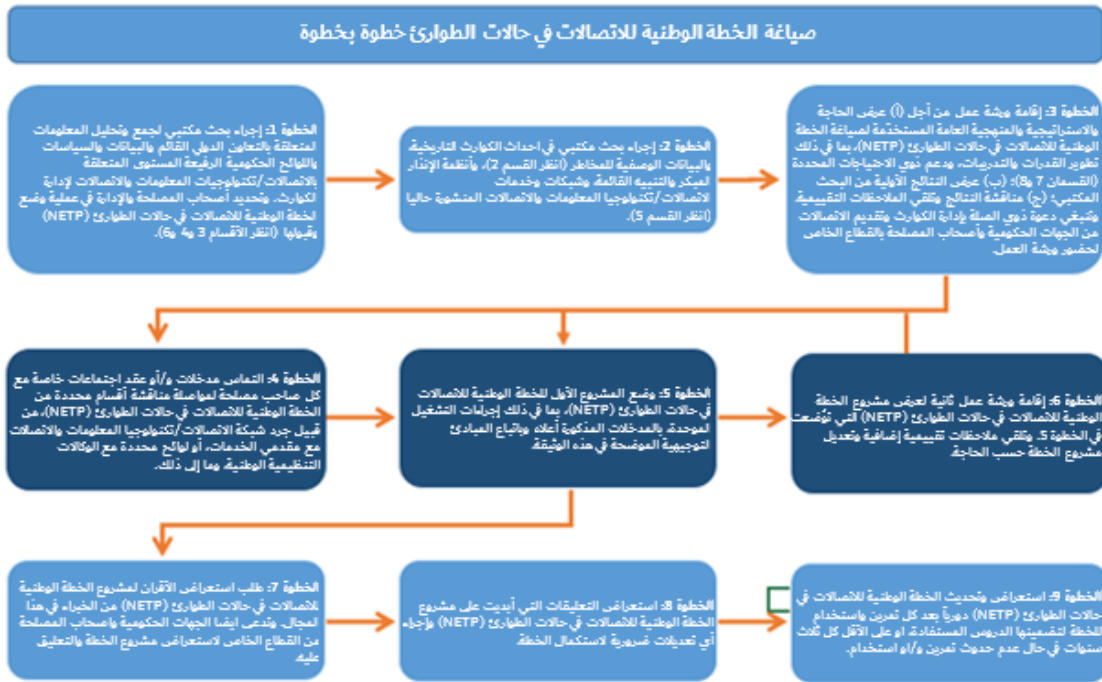 صياغة الخطة الوطنية للاتصالات في حالات الطوارئ خطوة بخطوة
الخطوة 1: إجراء بحث مكتبي لجمع وتحليل المعلومات
المتعلقة بالتعاون الدولي القائم والبيانات والسياسات
واللوائح الحكومية الرفيعة المستوى المتعلقة
بالاتصالات/تكنولوجيات المعلومات والاتصالات لإدارة
الكوارث. وتحديد أصحاب المصلحة والإدارة في عملية وضع
الخطة الوطنية للاتصالات في حالات الطوارئ (NETP)
وقبولها (انظر الأقسام 3 و4 و6).
الخطوة 2: إجراء بحث مكتبي في احداث الكوارث التاريخية،
والبيانات الوصفية للمخاطر (انظر القسم 2)، وأنظمة الإنذار
لمبكر والتنبيه القائمة، وشبكات وخدمات
لاتصالات/تكنولوجيا المعلومات والاتصالات المنشورة حاليا
(انظر القسم 5).
الخطوة 3: إقامة ورشة عمل من أجل (أ) عرض الحاجة
والاستراتيجية والمنهجية العامة المستخدمة لصياغة الخطة
الوطنية للاتصالات في حالات الطوارئ (NETP)، بما في ذلك
تطوير القدرات والتدريبات، ودعم ذوي الاحتياجات المحددة
(القسمان 7 و8)؛ (ب) عرض النتائج الأولية من البحث
المكتبي؛ (ج) مناقشة النتائج وتلقي الملاحظات التقييمية.
وتنبغي دعوة ذوي الصلة بإدارة الكوارث وتقديم الاتصالات
من الجهات الحكومية وأصحاب المصلحة بالقطاع الخاص
لحضور ورشة العمل.
الخطوة 4: التماس مدخلات و/أو عقد اجتماعات خاصة مع
كل صاحب مصلحة لمواصلة مناقشة أقسام محددة من
الخطة الوطنية للاتصالات في حالات الطوارئ (NETP)، من
قبيل جرد شبكة الاتصالات/تكنولوجيا المعلومات والاتصالات
مع مقدمي الخدمات، أو لوائح محددة مع الوكالات
التنظيمية الوطنية، وما إلى ذلك.
الخطوة 5: وضع المشروع الأول للخطة الوطنية للاتصالات
في حالات الطوارئ (NETP)، بما في ذلك إجراءات التشغيل
لموحدة، بالمدخلات المذكورة أعلاه وباتباع المبادئ
لتوجيهية الموضحة في هذه الوثيقة.
الخطوة 6: إقامة ورشة عمل ثانية لعرض مشروع الخطة
الوطنية للاتصالات في حالات الطوارئ (NETP) التي توُضعت
في الخطوة 5. وتلقي ملاحظات تقييمية إضافية وتعديل
مشروع الخطة حسب الحاجة.
الخطوة 7: طلب استعراض الأقران لمشروع الخطة الوطنية
للاتصالات في حالات الطوارئ (NETP) من الخبراء في هذا
لمجال. وتدعى ايضا الجهات الحكومية واصحاب المصلحة
من القطاع الخاص لاستعراض مشروع الخطة والتعليق
عليه.
الخطوة 8: استعراض التعليقات التي أبديت على مشروع
الخطة الوطنية للاتصالات في حالات الطوارئ (NETP) وإجراء
أي تعديلات ضرورية لاستكمال الخطة.
الخطوة 9: استعراض وتحديث الخطة الوطنية للاتصالات في
حالات الطوارئ (NETP) دورياً بعد كل تمرين واستخدام
للخطة لتضمينها الدروس المستفادة، او على الأقل كل ثلاث
سنوات في حال عدم حدوث تمرين و/او استخدام.